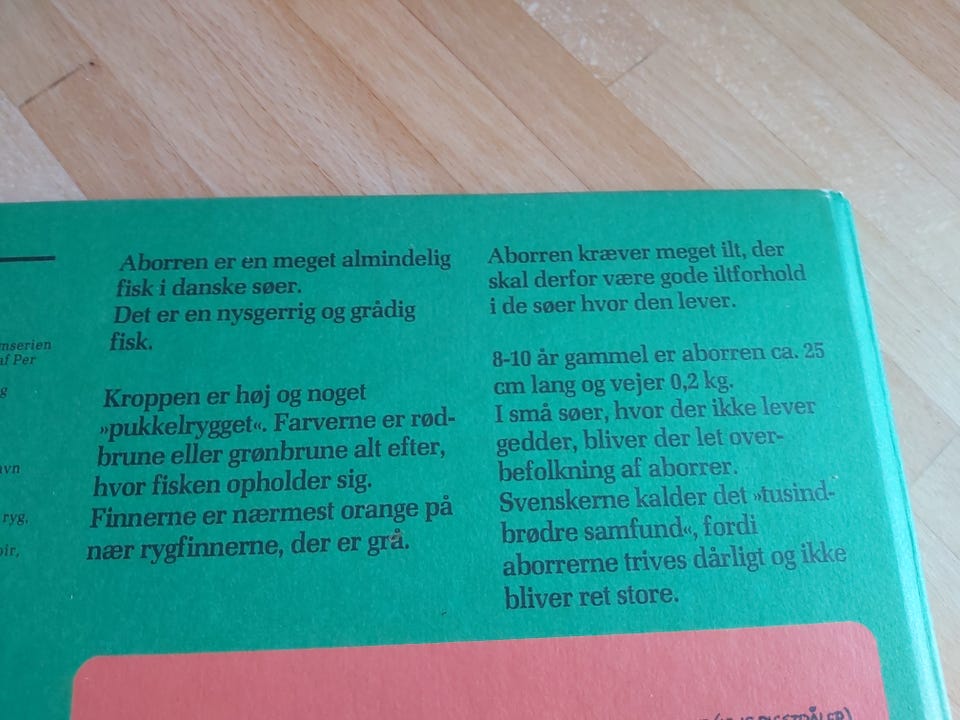 af Per
ryg,
Aborren er en meget almindelig
fisk i danske søer.
Det er en nysgerrig og grådig
fisk.
Kroppen er høj og noget
»pukkelrygget«. Farverne er rød-
brune eller grønbrune alt efter,
hvor fisken opholder sig.
Finnerne er nærmest orange på
nær rygfinnerne, der er grå.
Aborren kræver meget ilt, der
skal derfor være gode iltforhold
i de søer hvor den lever.
8-10 år gammel er aborren ca. 25
cm lang og vejer 0,2 kg.
I små søer, hvor der ikke lever
gedder, bliver der let over-
befolkning af aborrer.
Svenskerne kalder det »tusind-
brødre samfund«, fordi
aborrerne trives dårligt og ikke
bliver ret store.